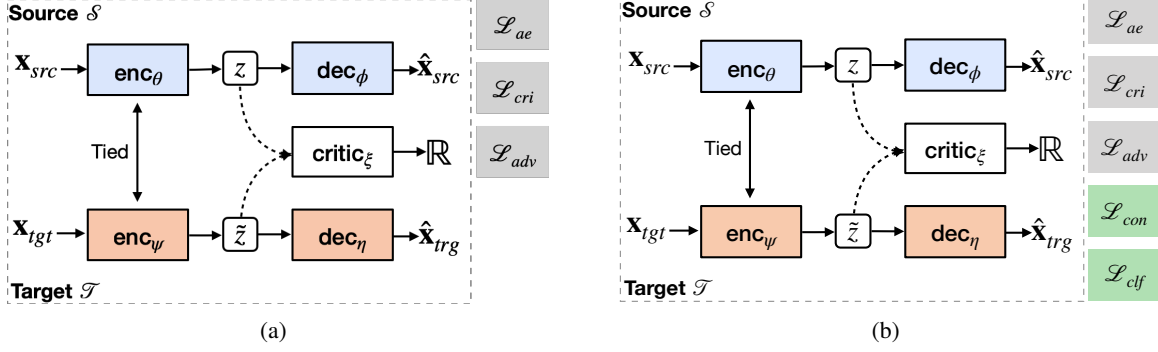 Source 𝒮
x_src enc_θ z dec_ϕ x̂_src
Tied critic_ξ ℝ
x_tgt enc_ψ z̃ dec_η x̂_trg
Target 𝒯
ℒ_ae
ℒ_cri
ℒ_adv
(a)
Source 𝒮
x_src enc_θ z dec_ϕ x̂_src
Tied critic_ξ ℝ
x_tgt enc_ψ z̃ dec_η x̂_trg
Target 𝒯
ℒ_ae
ℒ_cri
ℒ_adv
ℒ_con
ℒ_clf
(b)